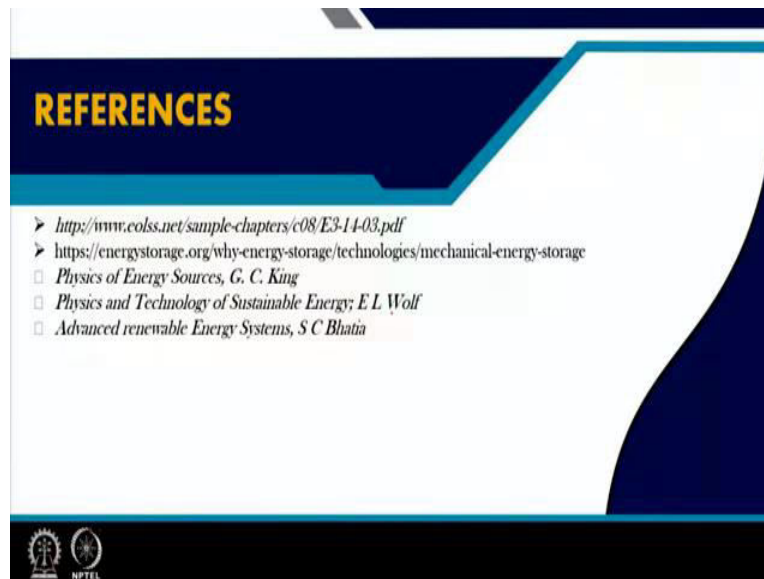 REFERENCES
➢ http://www.eolss.net/sample-chapters/c08/E3-14-03.pdf
➢ https://energystorage.org/why-energy-storage/technologies/mechanical-energy-storage
□ Physics of Energy Sources, G. C. King
□ Physics and Technology of Sustainable Energy; E L Wolf
□ Advanced renewable Energy Systems, S C Bhatia
NPTEL